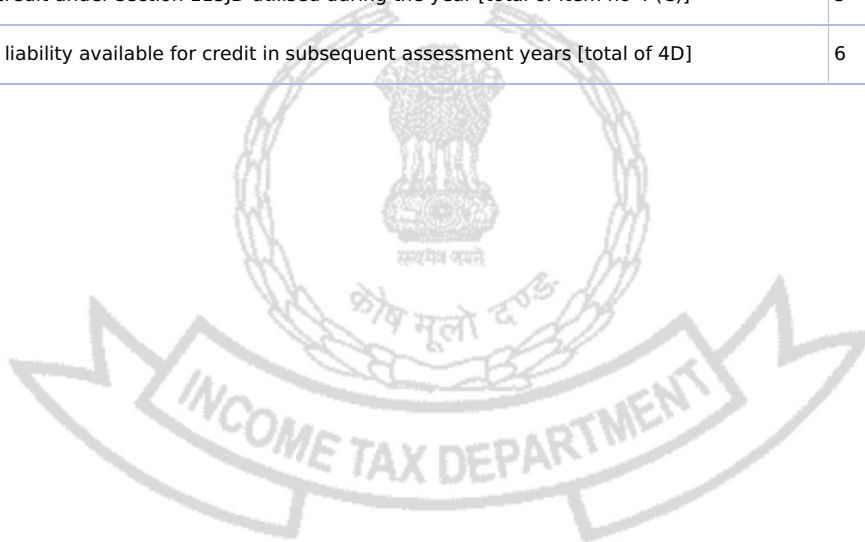 liability available for credit in subsequent assessment years [total of 4D] 6
सत्यमेव जयते
कोष मूलो दण्डः
INCOME TAX DEPARTMENT